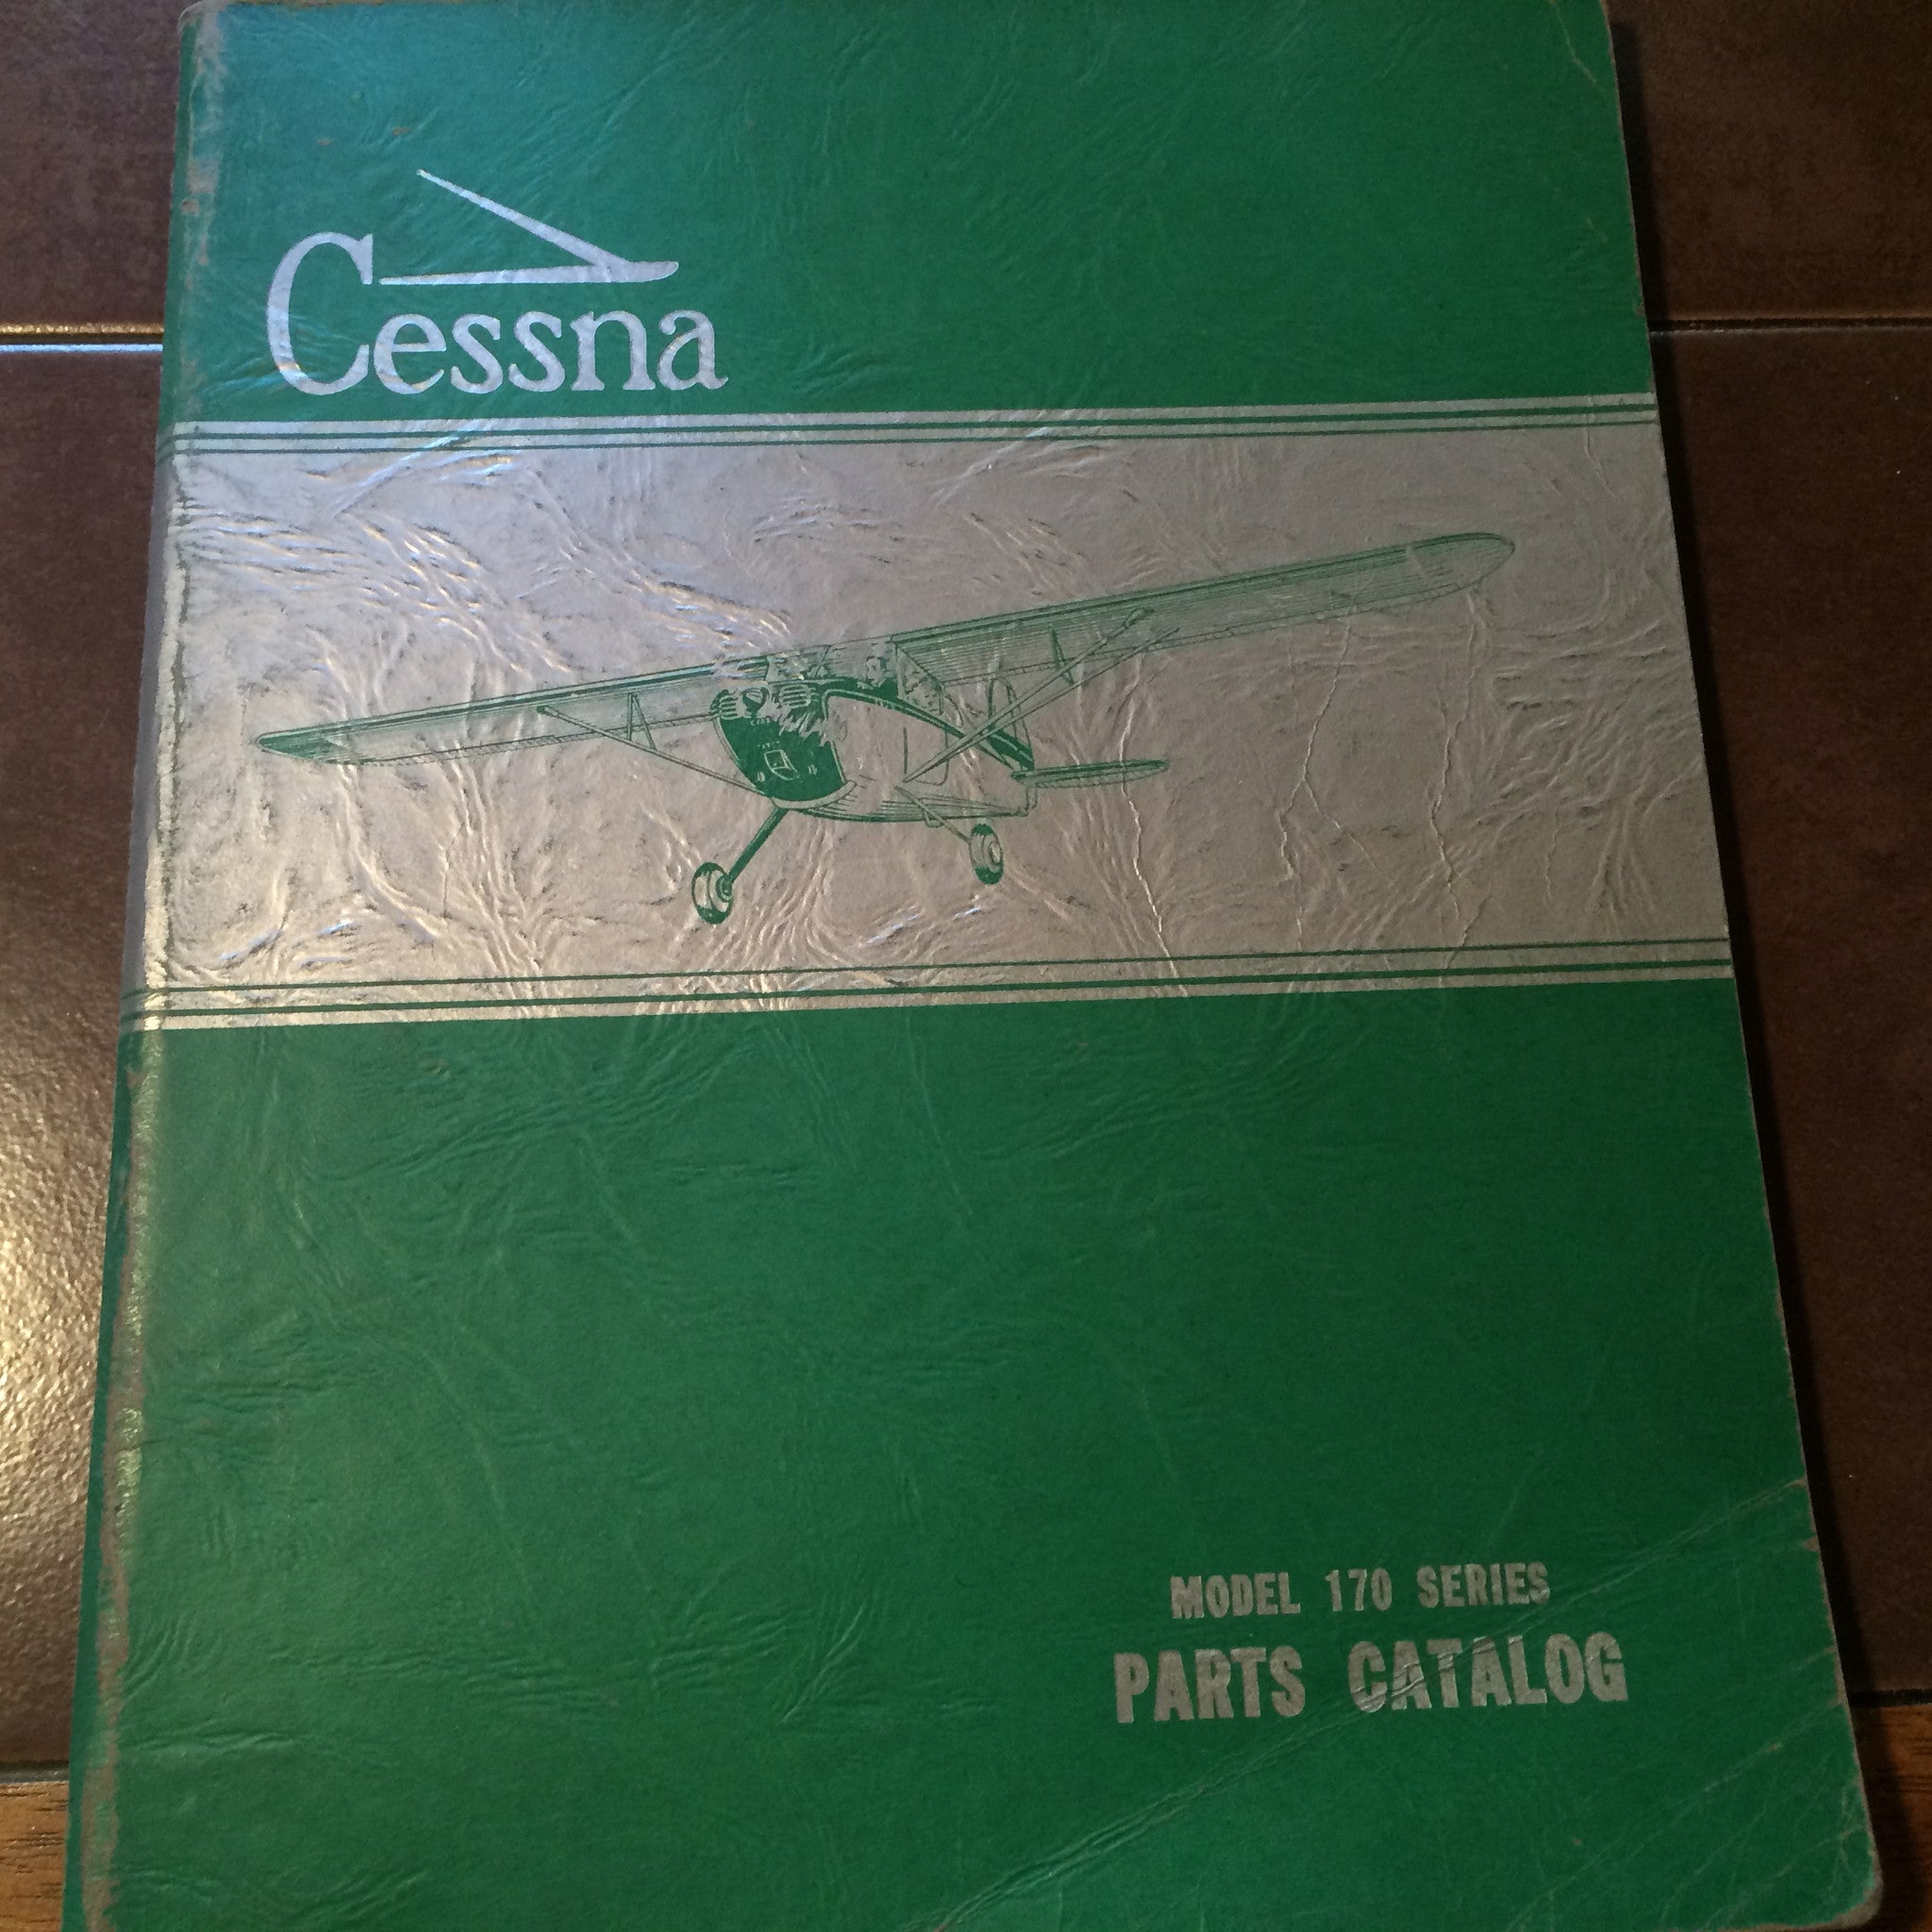 Cessna
MODEL 170 SERIES
PARTS CATALOG